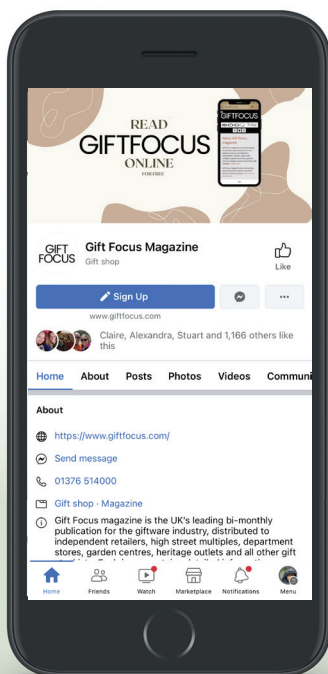 READ
GIFTFOCUS
ONLINE
FOR FREE
GIFTFOCUS
GIFT
FOCUS
Gift Focus Magazine
Gift shop
Like
Sign Up
www.giftfocus.com
Claire, Alexandra, Stuart and 1,166 others like
this
Home About Posts Photos Videos Communi
About
https://www.giftfocus.com/
Send message
01376 514000
Gift shop · Magazine
Gift Focus magazine is the UK's leading bi-monthly
publication for the giftware industry, distributed to
independent retailers, high street multiples, department
stores, garden centres, heritage outlets and all other gift
Home Friends Watch Marketplace Notifications Menu